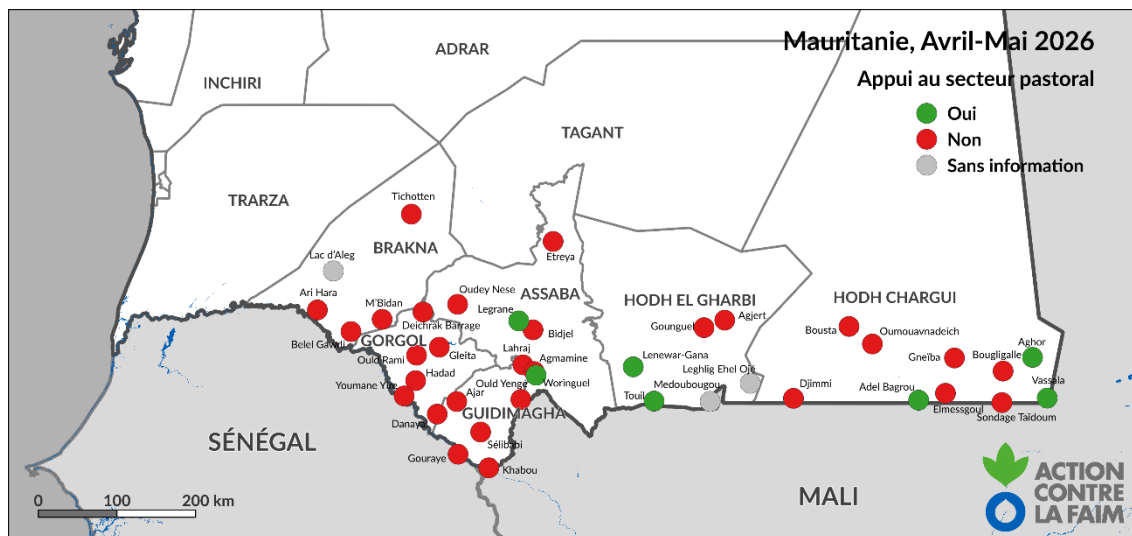 Mauritanie, Avril-Mai 2026
Appui au secteur pastoral
Oui
Non
Sans information
ADRAR
INCHIRI
TAGANT
TRARZA
Tichotten
BRAKNA
Lac d'Aleg
Etreya
Ari Hara
M'Bidan
Oudey Nese
Legrane
ASSABA
HODH EL GHARBI
HODH CHARGUI
Deichrak Barrage
Bidjel
Gounguel
Agjert
Bousta
Oumouavnadeich
Belel Gawdi
GORGOL
Gleita
Lahraj
Agmamine
Lenewar-Gana
Leghlig Ehel Oje
Gneïba
Bougligalle
Aghor
Ould Rami
Hadad
Ould Yengé
Woringuel
Medoubougou
Vassala
Youmane Yire
Ajar
Touil
Djimmi
Adel Bagrou
Elmessgoul
Sondage Taïdoum
Danayal
GUIDIMAGHA
Sélibabi
SÉNÉGAL
Gouraye
Khabou
MALI
0 100 200 km
ACTION
CONTRE
LA FAIM